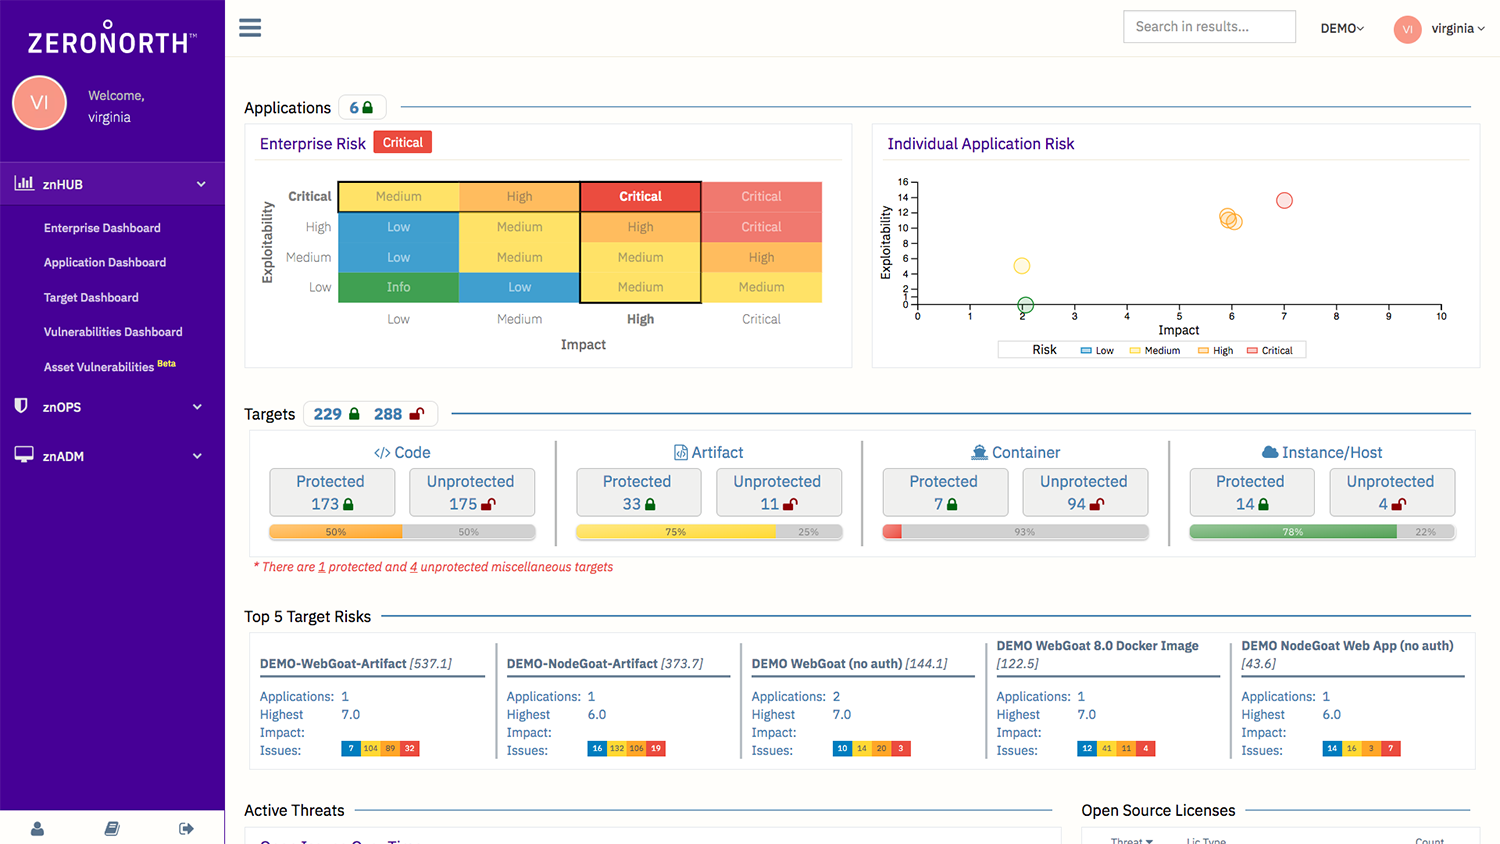 ZERONORTH™
VI
Welcome,
virginia
znHUB
Enterprise Dashboard
Application Dashboard
Target Dashboard
Vulnerabilities Dashboard
Asset Vulnerabilities Beta
znOPS
znADM
Search in results...
DEMO
VI
virginia
Applications 6
Enterprise Risk Critical
Exploitability
Critical Medium High Critical Critical
High Low Medium High Critical
Medium Low Medium Medium High
Low Info Low Medium Medium
Low Medium High Critical
Impact
Individual Application Risk
Exploitability
16
14
12
10
8
6
4
2
1
0
0 1 2 3 4 5 6 7 8 9 10
Impact
Risk Low Medium High Critical
Targets 229 288
Code
Protected Unprotected
173 175
50% 50%
Artifact
Protected Unprotected
33 11
75% 25%
Container
Protected Unprotected
7 94
93%
Instance/Host
Protected Unprotected
14 4
78% 22%
* There are 1 protected and 4 unprotected miscellaneous targets
Top 5 Target Risks
DEMO-WebGoat-Artifact [537.1]
Applications: 1
Highest 7.0
Impact:
Issues: 7 104 89 32
DEMO-NodeGoat-Artifact [373.7]
Applications: 1
Highest 6.0
Impact:
Issues: 16 132 106 19
DEMO WebGoat (no auth) [144.1]
Applications: 2
Highest 7.0
Impact:
Issues: 10 14 20 3
DEMO WebGoat 8.0 Docker Image
[122.5]
Applications: 1
Highest 7.0
Impact:
Issues: 12 41 11 4
DEMO NodeGoat Web App (no auth)
[43.6]
Applications: 1
Highest 6.0
Impact:
Issues: 14 16 3 7
Active Threats
Open Source Licenses
Threat Lic Type Count